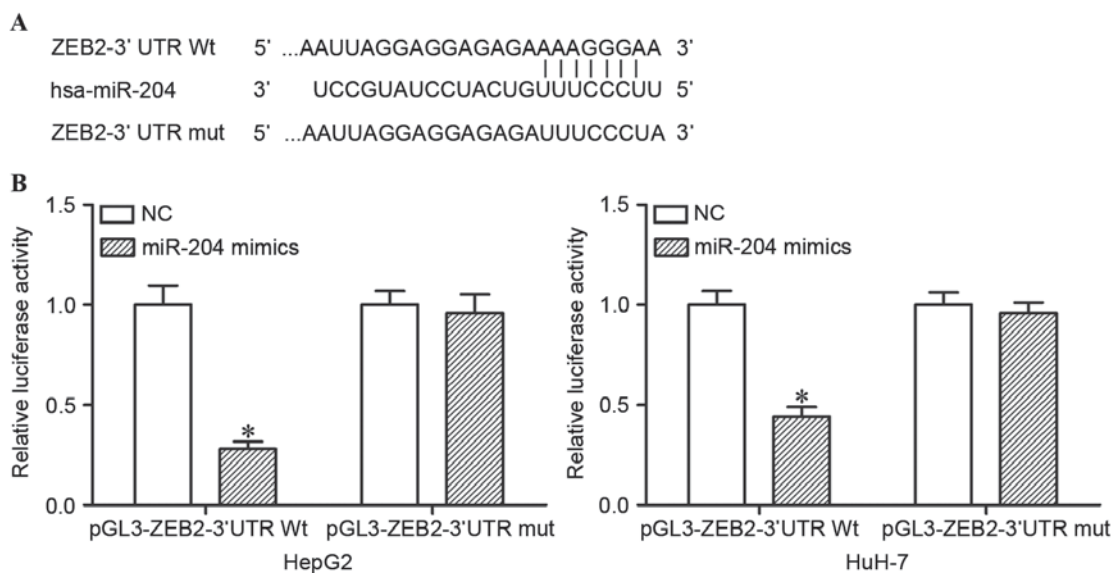 A
ZEB2-3' UTR Wt 5' ...AAUUAGGAGGAGAGAAAAGGGAA 3'
hsa-miR-204 3' UCCGUAUCCUACUGUUUCCCUU 5'
ZEB2-3' UTR mut 5' ...AAUUAGGAGGAGAGAUUUCCCUA 3'
B
1.5
1.0
0.5
0.0
Relative luciferase activity
NC
miR-204 mimics
*
pGL3-ZEB2-3'UTR Wt pGL3-ZEB2-3'UTR mut
HepG2
1.5
1.0
0.5
0.0
Relative luciferase activity
NC
miR-204 mimics
*
pGL3-ZEB2-3'UTR Wt pGL3-ZEB2-3'UTR mut
HuH-7